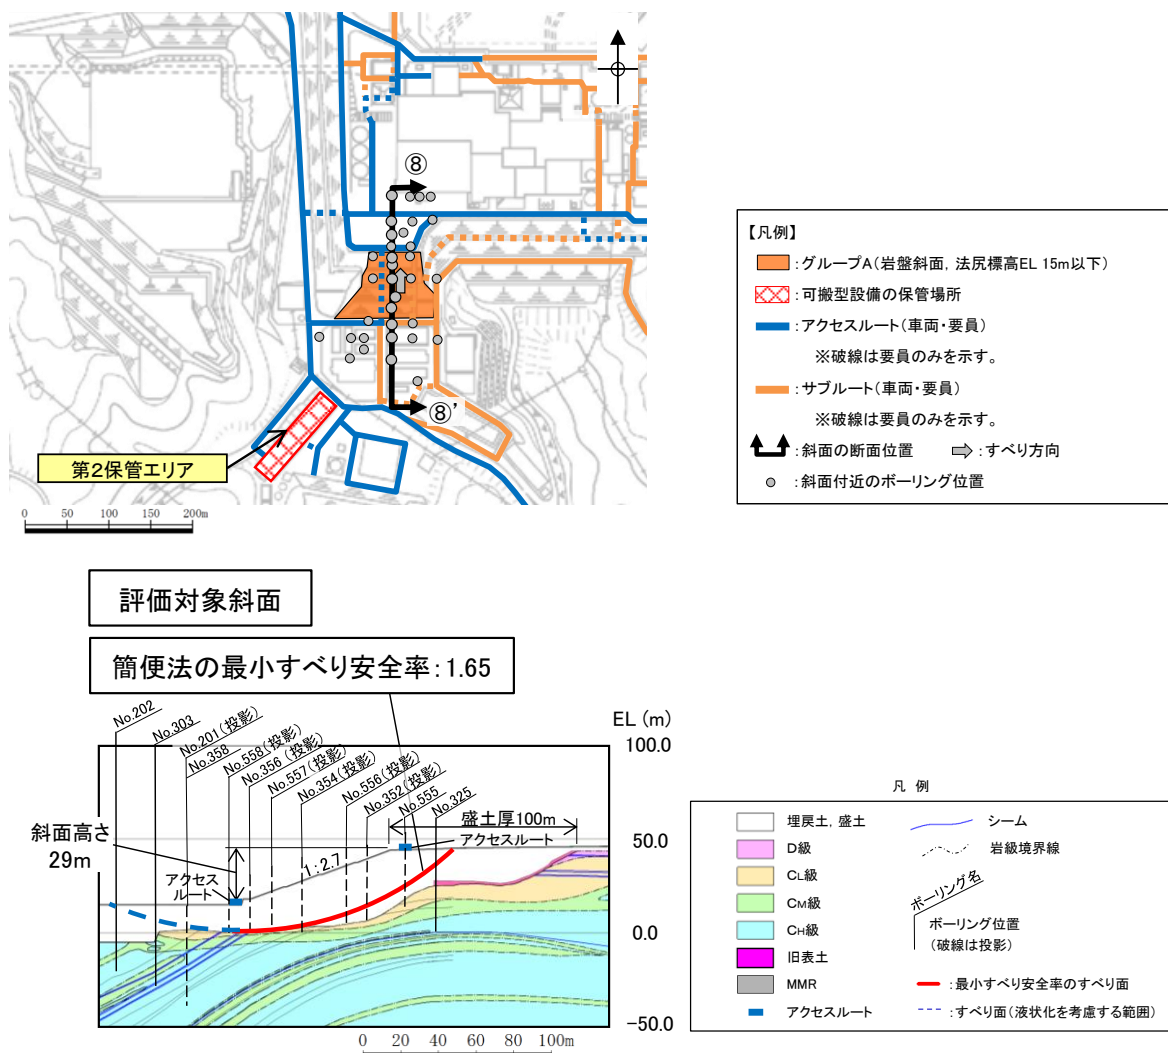 ⑧
⑧’
第2保管エリア
0 50 100 150 200m
【凡例】
:グループA(岩盤斜面, 法尻標高EL 15m以下)
:可搬型設備の保管場所
:アクセスルート(車両・要員)
※破線は要員のみを示す。
:サブルート(車両・要員)
※破線は要員のみを示す。
:斜面の断面位置 :すべり方向
:斜面付近のボーリング位置
評価対象斜面
簡便法の最小すべり安全率:1.65
No.202
No.303
No.201(投影)
No.358
No.558(投影)
No.356 (投影)
No.557(投影)
No.354(投影)
No.556(投影)
No.352(投影)
No.555
No.325
EL (m)
100.0
50.0
0.0
-50.0
斜面高さ
29m
アクセス
ルート
1:2.7
盛土厚100m
アクセスルート
0 20 40 60 80 100m
凡 例
埋戻土, 盛土
D級
CL級
CM級
CH級
旧表土
MMR
アクセスルート
シーム
岩級境界線
ボーリング名
ボーリング位置
(破線は投影)
:最小すべり安全率のすべり面
:すべり面(液状化を考慮する範囲)